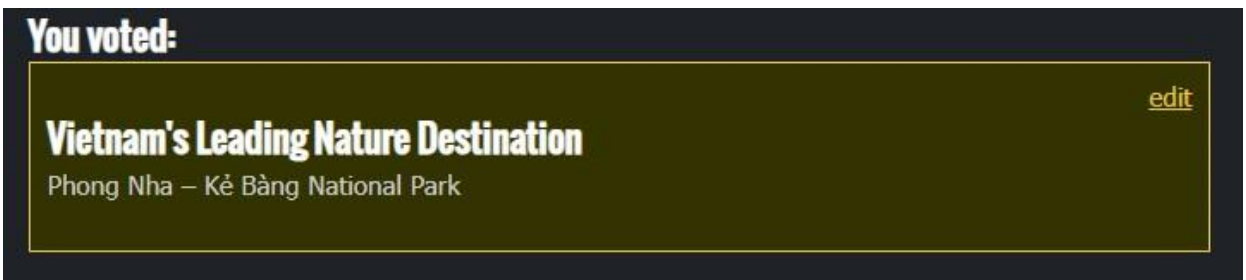 You voted:
edit
Vietnam's Leading Nature Destination
Phong Nha – Kẻ Bàng National Park